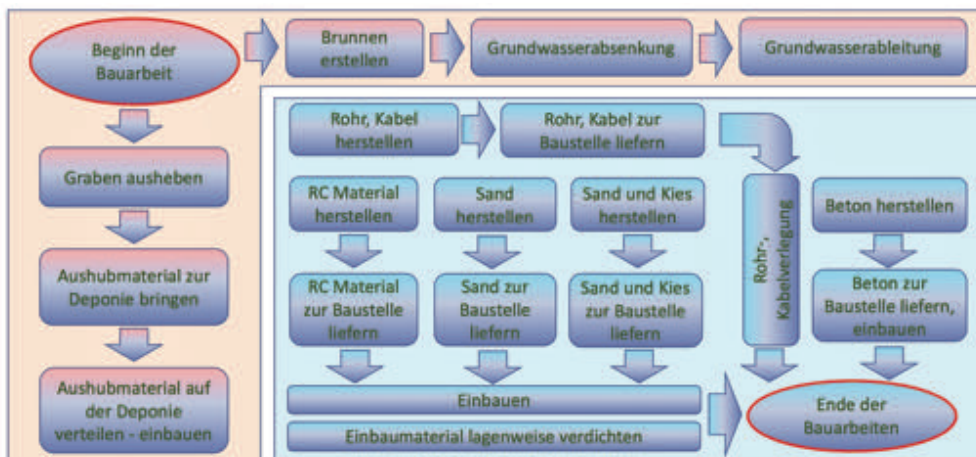 Beginn der
Bauarbeit
Brunnen
erstellen
Grundwasserabsenkung
Grundwasserableitung
Graben ausheben
Aushubmaterial zur
Deponie bringen
Aushubmaterial auf
der Deponie
verteilen - einbauen
Rohr, Kabel
herstellen
Rohr, Kabel zur
Baustelle liefern
RC Material
herstellen
Sand
herstellen
Sand und Kies
herstellen
RC Material
zur Baustelle
liefern
Sand zur
Baustelle
liefern
Sand und Kies
zur Baustelle
liefern
Rohr-,
Kabelverlegung
Beton herstellen
Beton zur
Baustelle liefern,
einbauen
Einbauen
Einbaumaterial lagenweise verdichten
Ende der
Bauarbeiten